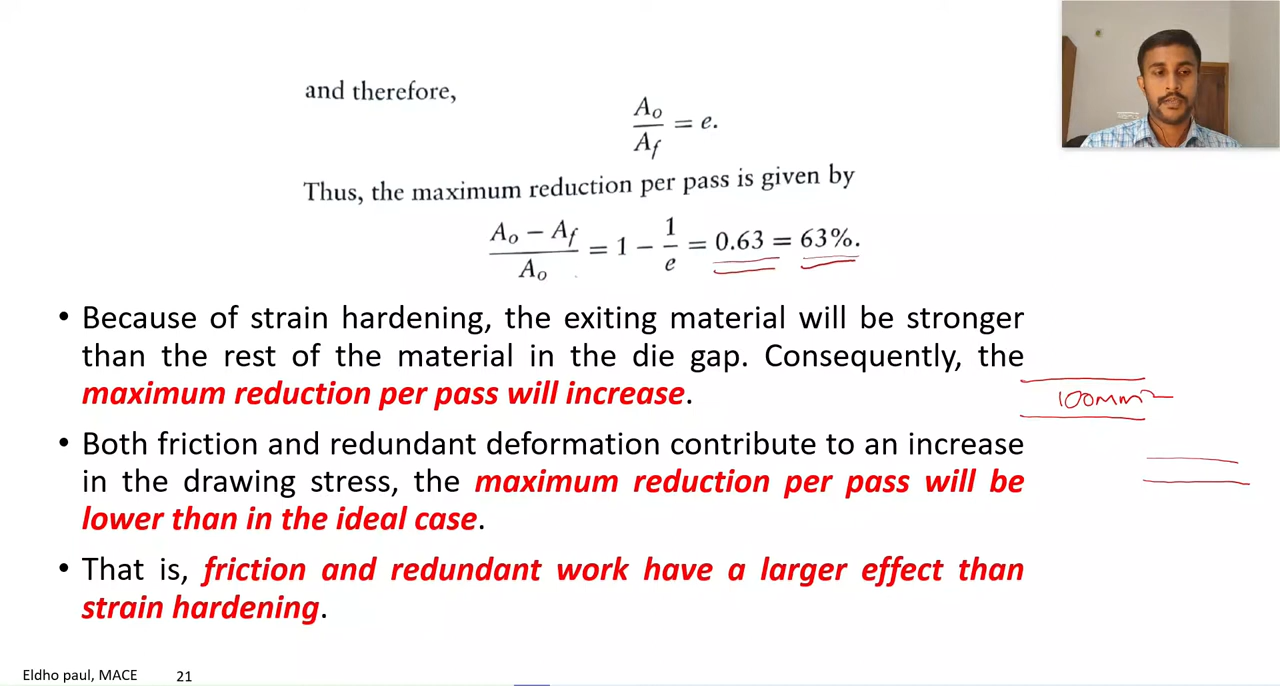 and therefore,
A_o / A_f = e.
Thus, the maximum reduction per pass is given by
(A_o − A_f) / A_o = 1 − 1/e = 0.63 = 63%.
• Because of strain hardening, the exiting material will be stronger
than the rest of the material in the die gap. Consequently, the
maximum reduction per pass will increase.
100mm²
• Both friction and redundant deformation contribute to an increase
in the drawing stress, the maximum reduction per pass will be
lower than in the ideal case.
• That is, friction and redundant work have a larger effect than
strain hardening.
Eldho paul, MACE 21